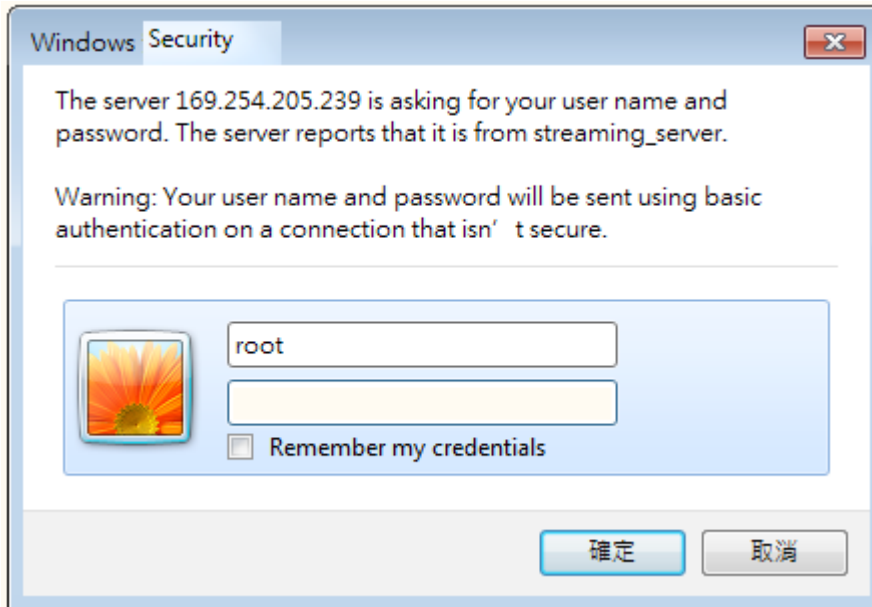 Windows Security
The server 169.254.205.239 is asking for your user name and
password. The server reports that it is from streaming_server.
Warning: Your user name and password will be sent using basic
authentication on a connection that isn’ t secure.
root
Remember my credentials
確定 取消